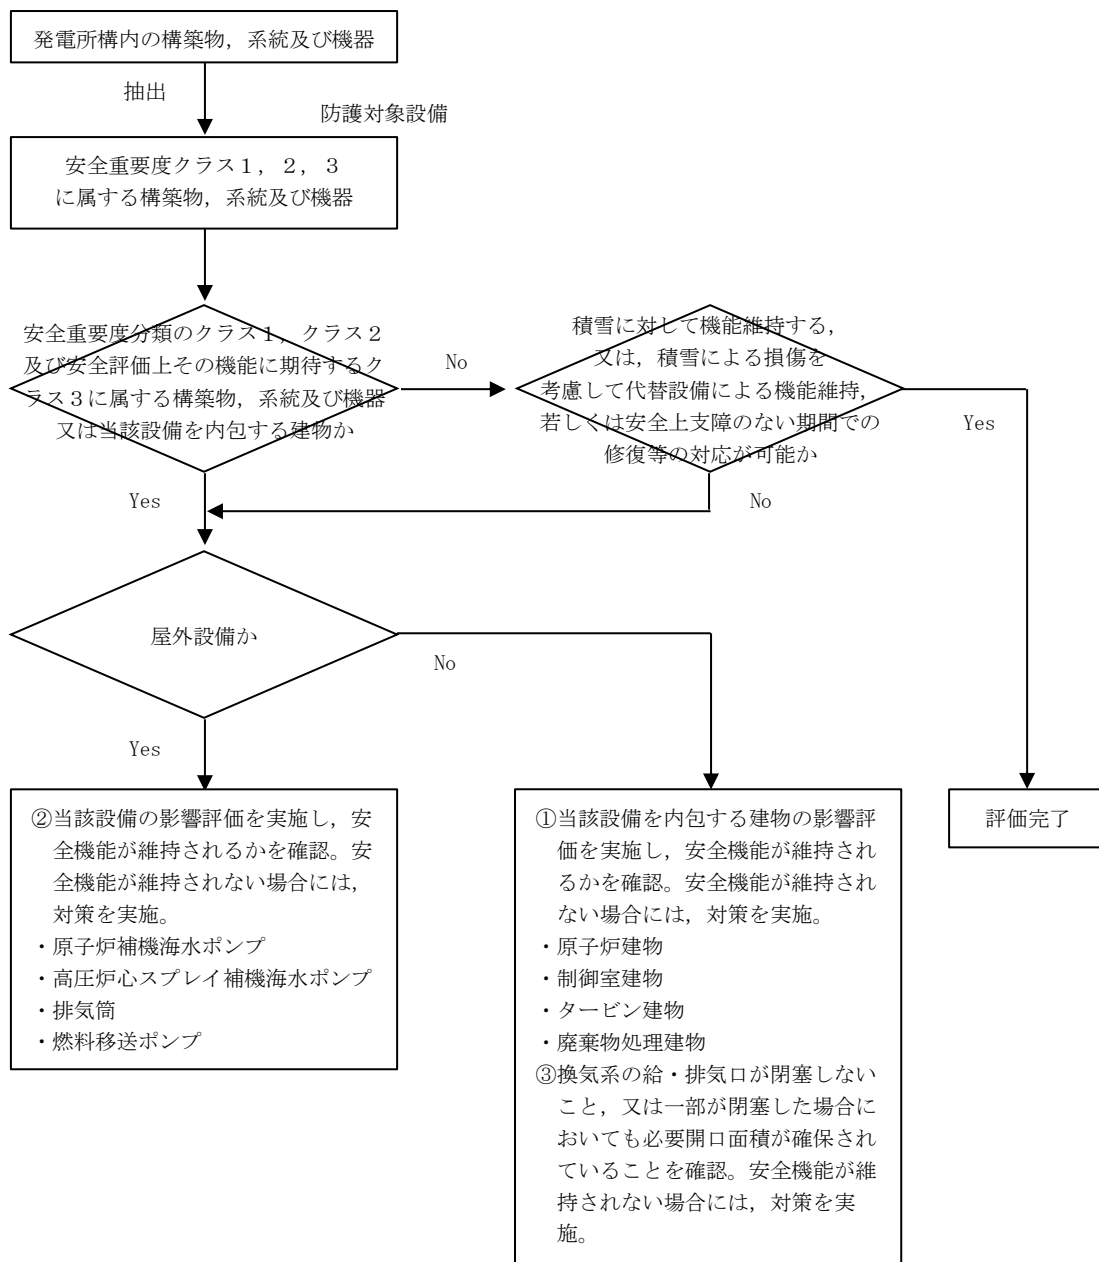 発電所構内の構築物，系統及び機器
抽出
防護対象設備
安全重要度クラス１，２，３
に属する構築物，系統及び機器
安全重要度分類のクラス１，クラス２
及び安全評価上その機能に期待するク
ラス３に属する構築物，系統及び機器
又は当該設備を内包する建物か
No
積雪に対して機能維持する，
又は，積雪による損傷を
考慮して代替設備による機能維持，
若しくは安全上支障のない期間での
修復等の対応が可能か
Yes
Yes
No
屋外設備か
No
Yes
②当該設備の影響評価を実施し，安
全機能が維持されるかを確認。安
全機能が維持されない場合には，
対策を実施。
・原子炉補機海水ポンプ
・高圧炉心スプレイ補機海水ポンプ
・排気筒
・燃料移送ポンプ
①当該設備を内包する建物の影響評
価を実施し，安全機能が維持され
るかを確認。安全機能が維持され
ない場合には，対策を実施。
・原子炉建物
・制御室建物
・タービン建物
・廃棄物処理建物
③換気系の給・排気口が閉塞しない
こと，又は一部が閉塞した場合に
おいても必要開口面積が確保され
ていることを確認。安全機能が維
持されない場合には，対策を実
施。
評価完了